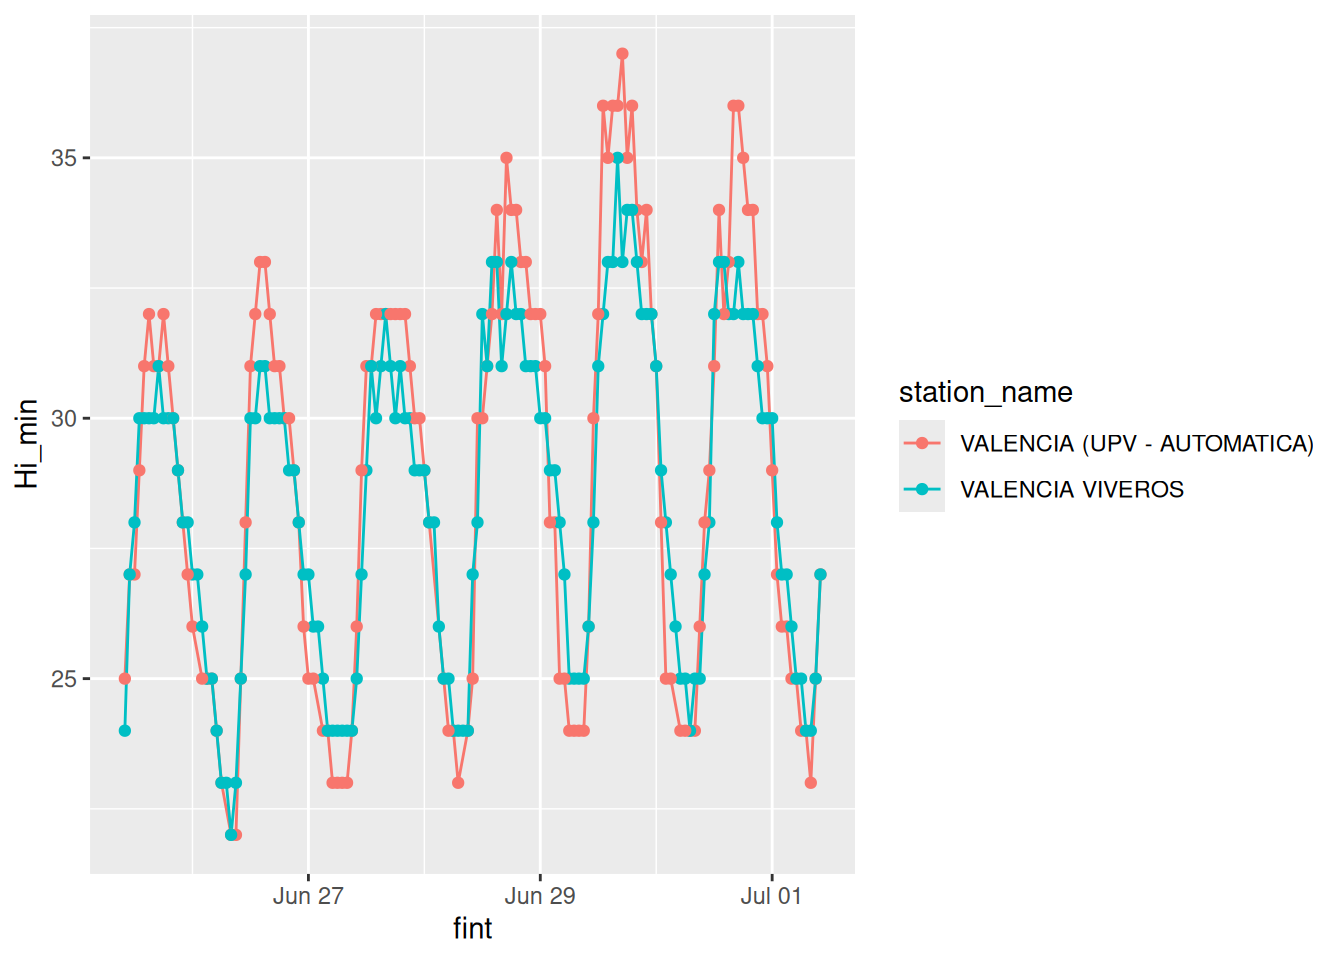 Hi_min
35
30
25
Jun 27
Jun 29
Jul 01
fint
station_name
VALENCIA (UPV - AUTOMATICA)
VALENCIA VIVEROS